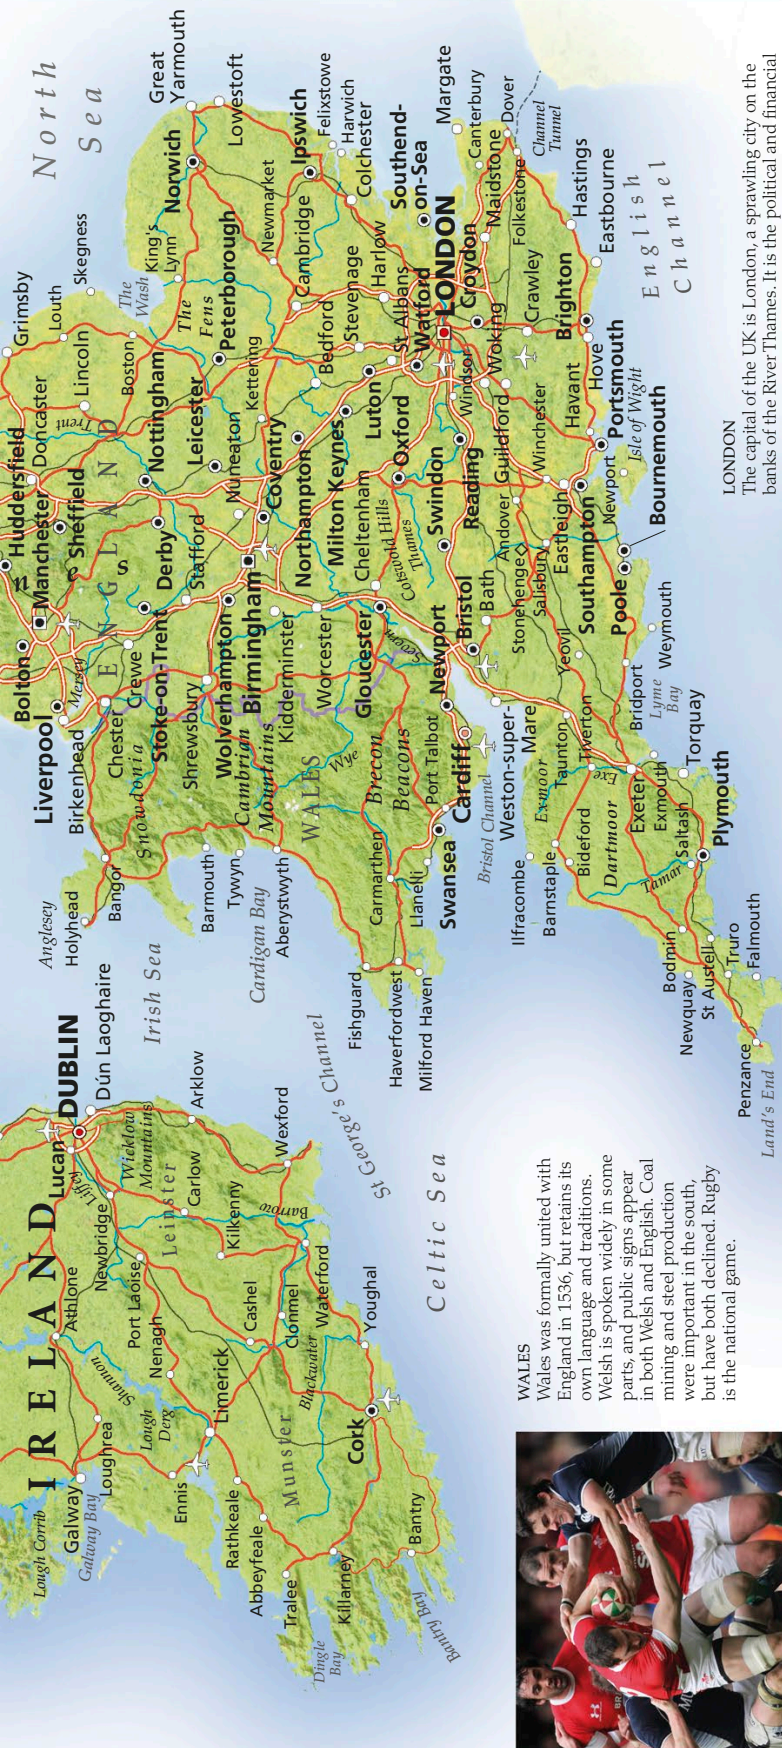 IRELAND
Lough Corrib
Galway
Galway Bay
Loughrea
Athlone
Shannon
Lough
Derg
Ennis
Nenagh
Port Laoise
Newbridge
Liffey
Lucan
DUBLIN
Dún Laoghaire
Wicklow
Mountains
Leinster
Carlow
Arklow
Kilkenny
Barrow
Wexford
Limerick
Cashel
Clonmel
Waterford
Rathkeale
Abbeyfeale
Tralee
Munster
Blackwater
Youghal
Killarney
Dingle
Bay
Cork
Bantry
Bantry Bay
Irish Sea
St George's Channel
Celtic Sea
Anglesey
Holyhead
Bangor
Snowdonia
Barmouth
Tywyn
Cardigan Bay
Aberystwyth
Cambrian
Mountains
WALES
Wye
Fishguard
Haverfordwest
Milford Haven
Carmarthen
Llanelli
Swansea
Brecon
Beacons
Port Talbot
Cardiff
Newport
Bristol Channel
Liverpool
Birkenhead
Mersey
Chester
Crewe
Bolton
Manchester
Huddersfield
Sheffield
Doncaster
Grimsby
Louth
Lincoln
Skegness
Trent
ENGLAND
Stoke-on-Trent
Shrewsbury
Stafford
Derby
Nottingham
Boston
The
Wash
King's
Lynn
Norwich
Great
Yarmouth
Lowestoft
North
Sea
Wolverhampton
Birmingham
Kidderminster
Nuneaton
Leicester
Coventry
Kettering
Peterborough
The
Fens
Newmarket
Cambridge
Ipswich
Felixstowe
Harwich
Colchester
Worcester
Northampton
Bedford
Milton Keynes
Stevenage
Gloucester
Cheltenham
Cotswold Hills
Severn
Oxford
Luton
St Albans
Harlow
Watford
Southend-
on-Sea
LONDON
Thames
Swindon
Reading
Windsor
Croydon
Maidstone
Margate
Canterbury
Dover
Folkestone
Channel
Tunnel
Bristol
Bath
Weston-super-
Mare
Andover
Guildford
Woking
Crawley
Stonehenge
Salisbury
Winchester
Ilfracombe
Barnstaple
Bideford
Exmoor
Taunton
Tiverton
Yeovil
Eastleigh
Southampton
Havant
Hove
Brighton
Hastings
Eastbourne
Portsmouth
Newport
Isle of Wight
Bournemouth
Poole
Weymouth
Bridport
Lyme
Bay
Dartmoor
Exe
Exeter
Exmouth
Torquay
Tamar
Saltash
Plymouth
Bodmin
Newquay
St Austell
Truro
Falmouth
Penzance
Land's End
English
Channel
WALES
Wales was formally united with
England in 1536, but retains its
own language and traditions.
Welsh is spoken widely in some
parts, and public signs appear
in both Welsh and English. Coal
mining and steel production
were important in the south,
but have both declined. Rugby
is the national game.
LONDON
The capital of the UK is London, a sprawling city on the
banks of the River Thames. It is the political and financial